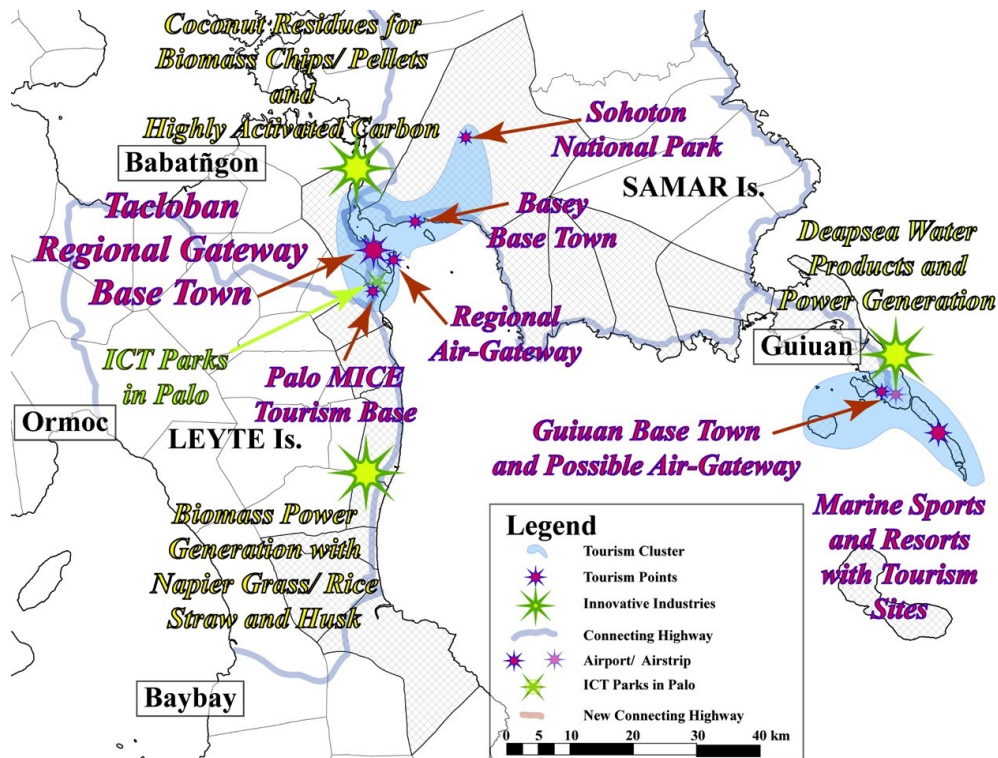 Coconut Residues for
Biomass Chips/ Pellets
and
Highly Activated Carbon
Babatñgon
Tacloban
Regional Gateway
Base Town
Sohoton
National Park
SAMAR Is.
Basey
Base Town
Deapsea Water
Products and
Power Generation
Regional
Air-Gateway
Guiuan
ICT Parks
in Palo
Palo MICE
Tourism Base
Ormoc
LEYTE Is.
Guiuan Base Town
and Possible Air-Gateway
Biomass Power
Generation with
Napier Grass/ Rice
Straw and Husk
Marine Sports
and Resorts
with Tourism
Sites
Baybay
Legend
Tourism Cluster
Tourism Points
Innovative Industries
Connecting Highway
Airport/ Airstrip
ICT Parks in Palo
New Connecting Highway
0 5 10 20 30 40 km